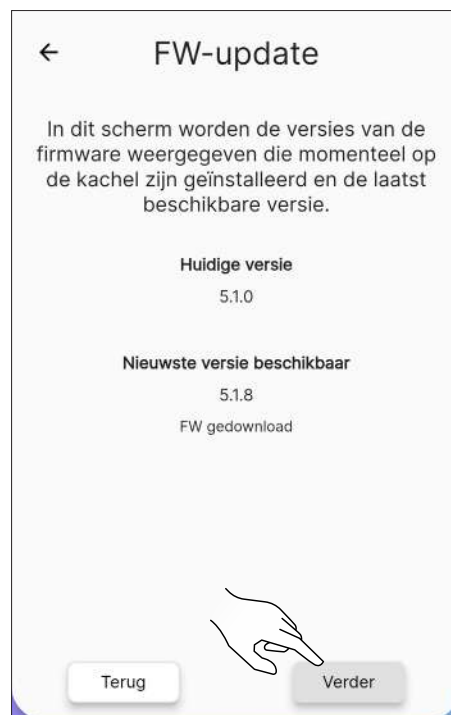 FW-update
In dit scherm worden de versies van de
firmware weergegeven die momenteel op
de kachel zijn geïnstalleerd en de laatst
beschikbare versie.
Huidige versie
5.1.0
Nieuwste versie beschikbaar
5.1.8
FW gedownload
Terug
Verder